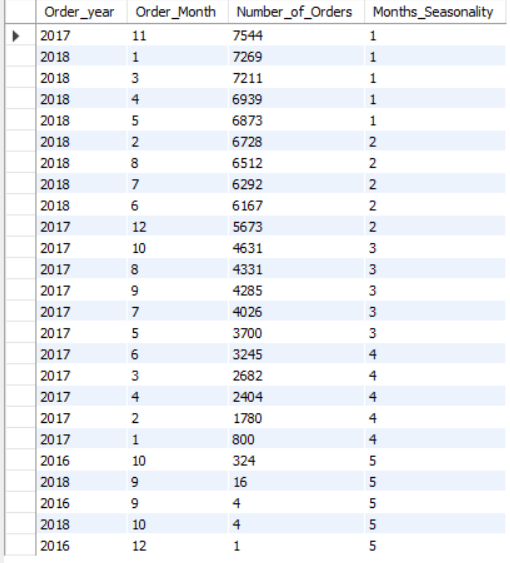 Order_year Order_Month Number_of_Orders Months_Seasonality
2017 11 7544 1
2018 1 7269 1
2018 3 7211 1
2018 4 6939 1
2018 5 6873 1
2018 2 6728 2
2018 8 6512 2
2018 7 6292 2
2018 6 6167 2
2017 12 5673 2
2017 10 4631 3
2017 8 4331 3
2017 9 4285 3
2017 7 4026 3
2017 5 3700 3
2017 6 3245 4
2017 3 2682 4
2017 4 2404 4
2017 2 1780 4
2017 1 800 4
2016 10 324 5
2018 9 16 5
2016 9 4 5
2018 10 4 5
2016 12 1 5